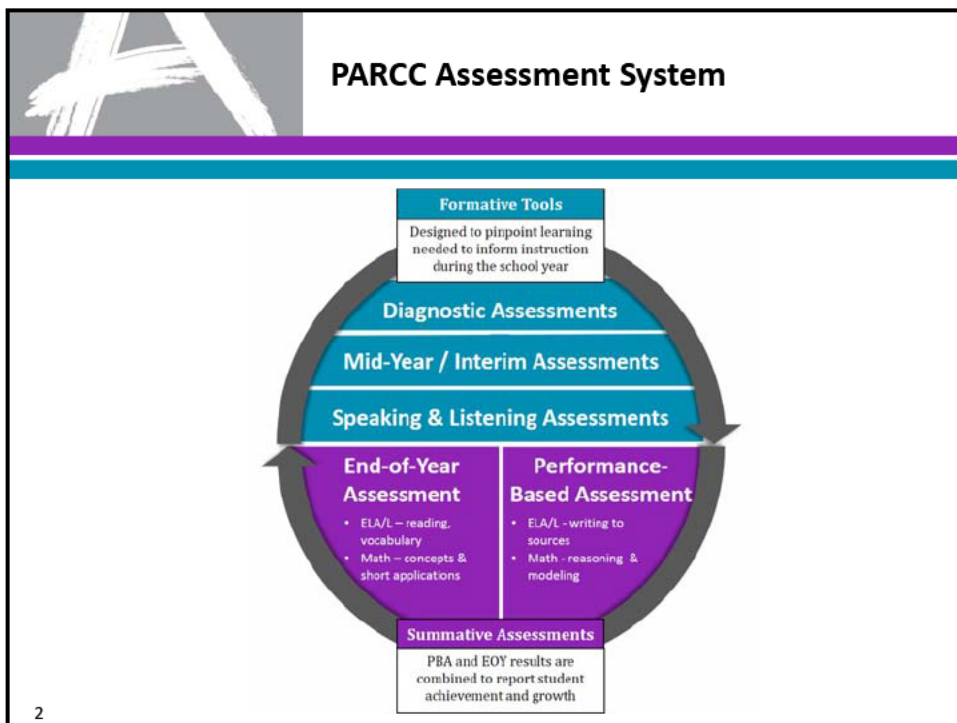 PARCC Assessment System
Formative Tools
Designed to pinpoint learning
needed to inform instruction
during the school year
Diagnostic Assessments
Mid-Year / Interim Assessments
Speaking & Listening Assessments
End-of-Year
Assessment
• ELA/L – reading,
vocabulary
• Math – concepts &
short applications
Performance-
Based Assessment
• ELA/L - writing to
sources
• Math - reasoning &
modeling
Summative Assessments
PBA and EOY results are
combined to report student
achievement and growth
2